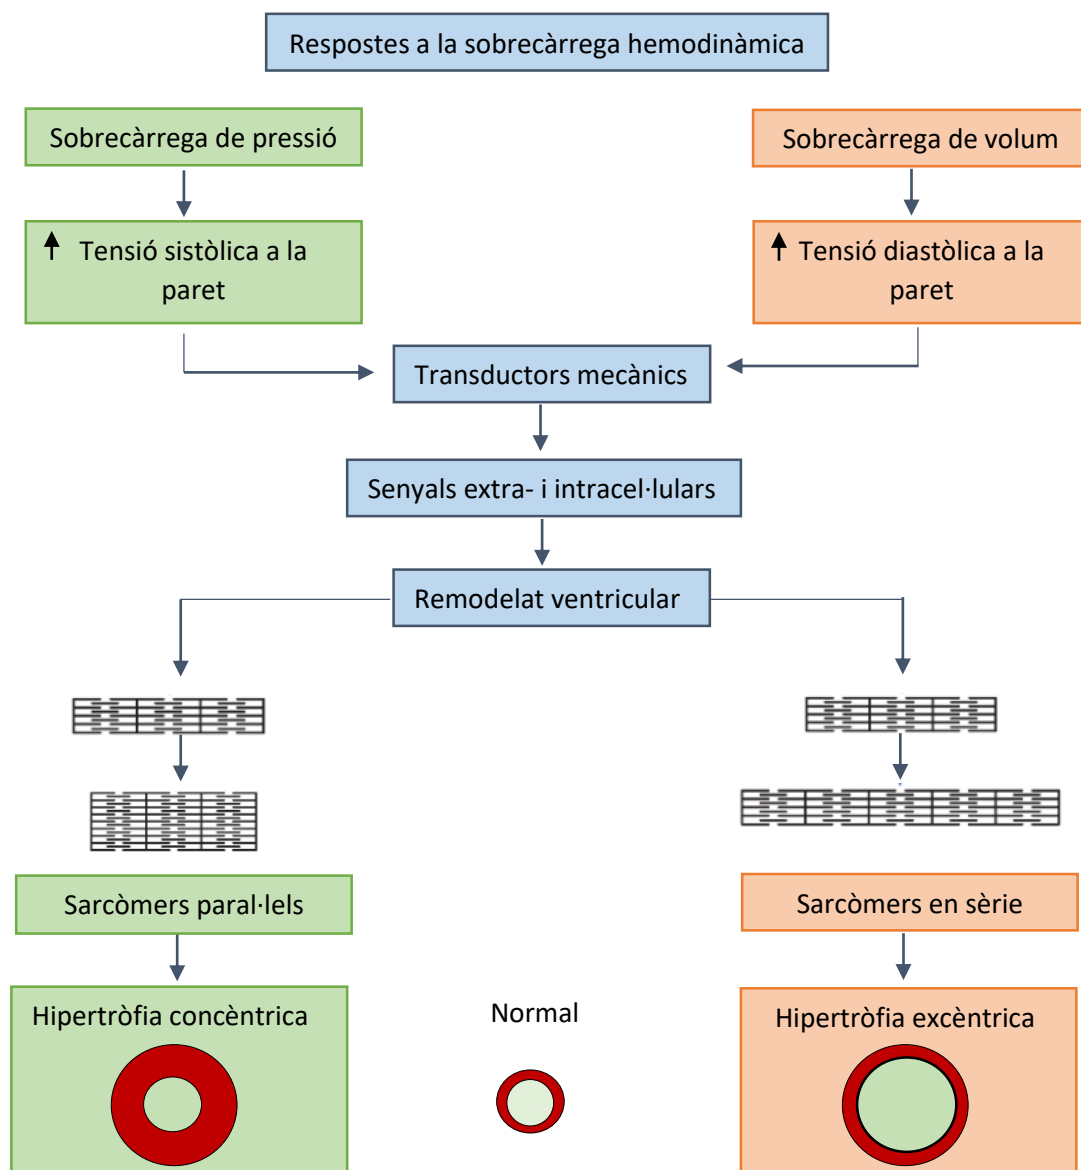 Respostes a la sobrecàrrega hemodinàmica
Sobrecàrrega de pressió
Sobrecàrrega de volum
Tensió sistòlica a la
paret
Tensió diastòlica a la
paret
Transductors mecànics
Senyals extra- i intracel·lulars
Remodelat ventricular
Sarcòmers paral·lels
Sarcòmers en sèrie
Hipertròfia concèntrica
Normal
Hipertròfia excèntrica